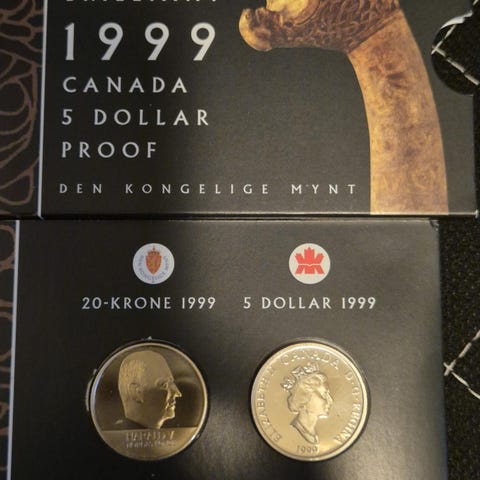 1999
CANADA
5 DOLLAR
PROOF
DEN KONGELIGE MYNT
20-KRONE 1999 5 DOLLAR 1999
HARALD V
ELIZABETH II CANADA D·G·REGINA
1999